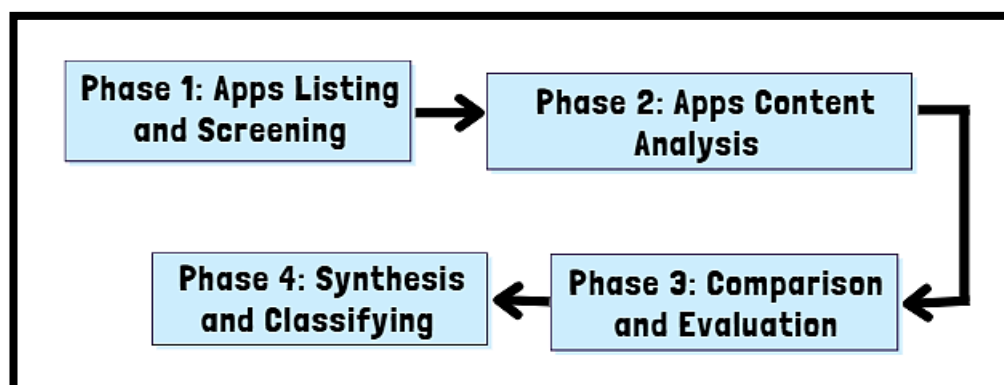 Phase 1: Apps Listing
and Screening
Phase 2: Apps Content
Analysis
Phase 3: Comparison
and Evaluation
Phase 4: Synthesis
and Classifying